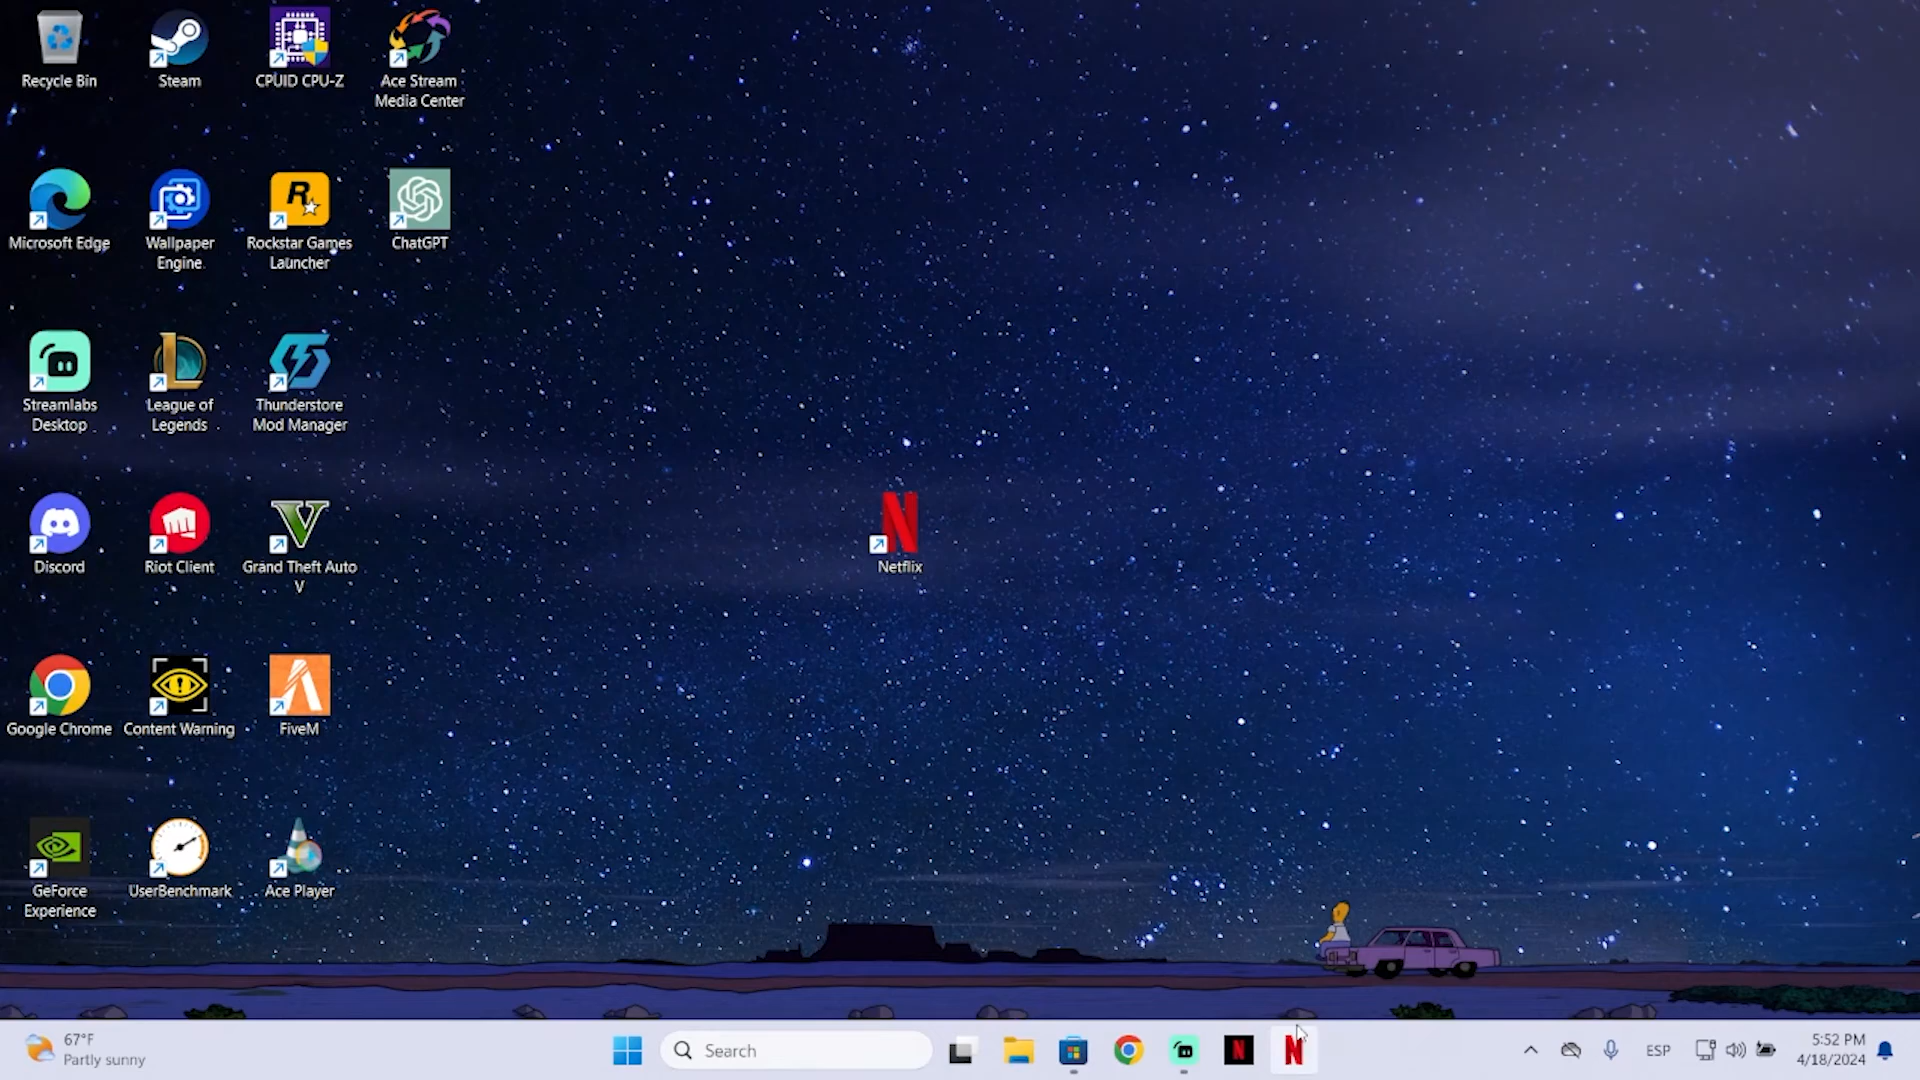 Recycle Bin
Steam
CPUID CPU-Z
Ace Stream
Media Center
Microsoft Edge
Wallpaper
Engine
Rockstar Games
Launcher
ChatGPT
Streamlabs
Desktop
League of
Legends
Thunderstore
Mod Manager
Discord
Riot Client
Grand Theft Auto
V
Netflix
Google Chrome
Content Warning
FiveM
GeForce
Experience
UserBenchmark
Ace Player
67°F
Partly sunny
Search
ESP
5:52 PM
4/18/2024